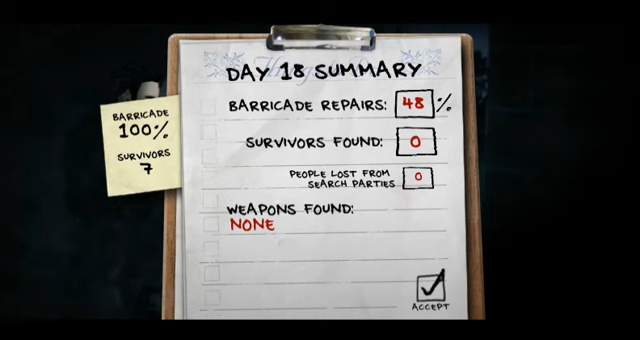 DAY 18 SUMMARY
BARRICADE REPAIRS: 48 %
SURVIVORS FOUND: 0
PEOPLE LOST FROM
SEARCH PARTIES 0
WEAPONS FOUND:
NONE
ACCEPT
BARRICADE
100%
SURVIVORS
7